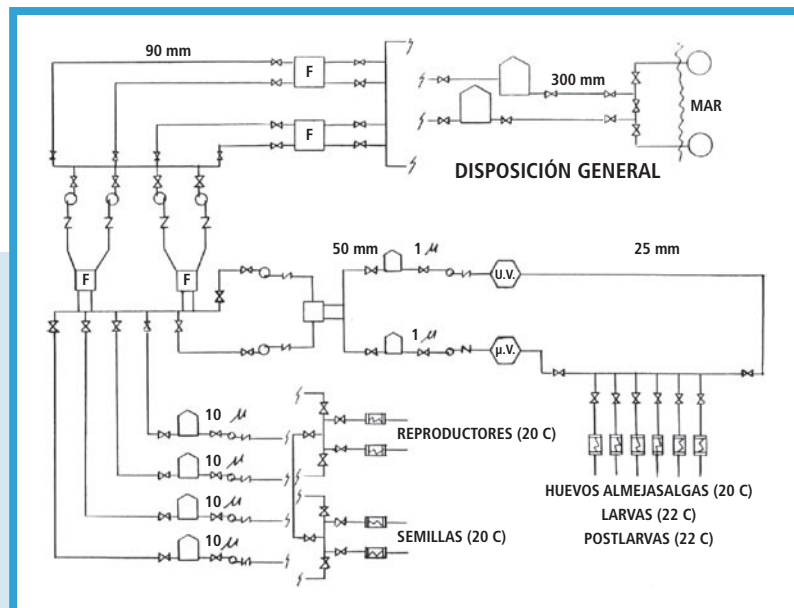 90 mm
F
F
300 mm
MAR
DISPOSICIÓN GENERAL
F
F
50 mm
1 µ
U.V.
25 mm
1 µ
µ.V.
10 µ
10 µ
10 µ
10 µ
REPRODUCTORES (20 C)
SEMILLAS (20 C)
HUEVOS ALMEJASALGAS (20 C)
LARVAS (22 C)
POSTLARVAS (22 C)